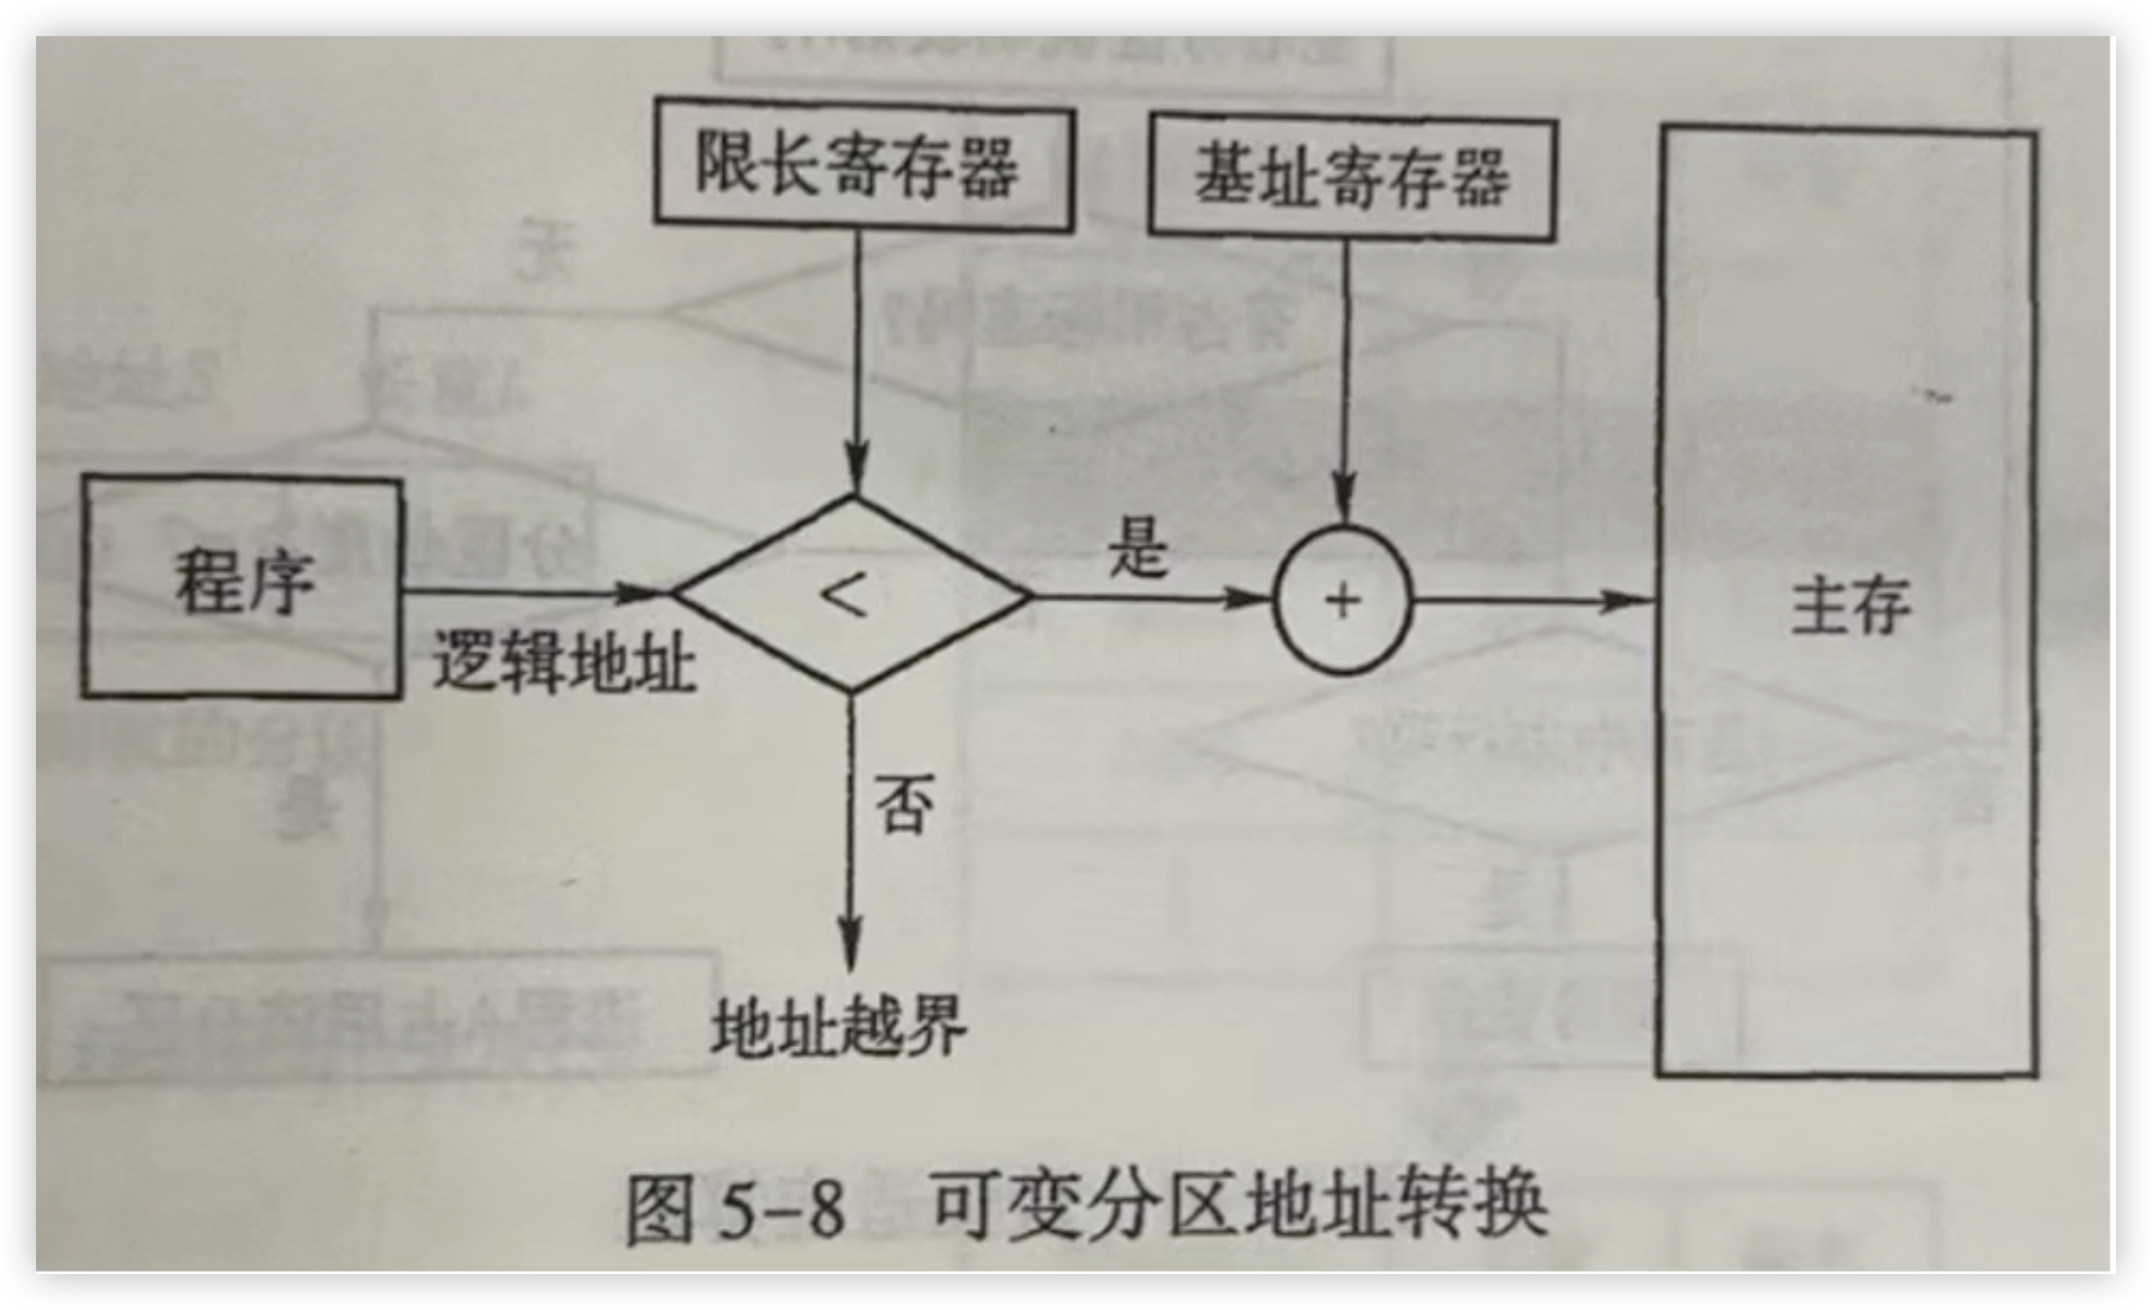 限长寄存器
基址寄存器
程序
逻辑地址
<
是
+
主存
否
地址越界
图 5-8 可变分区地址转换